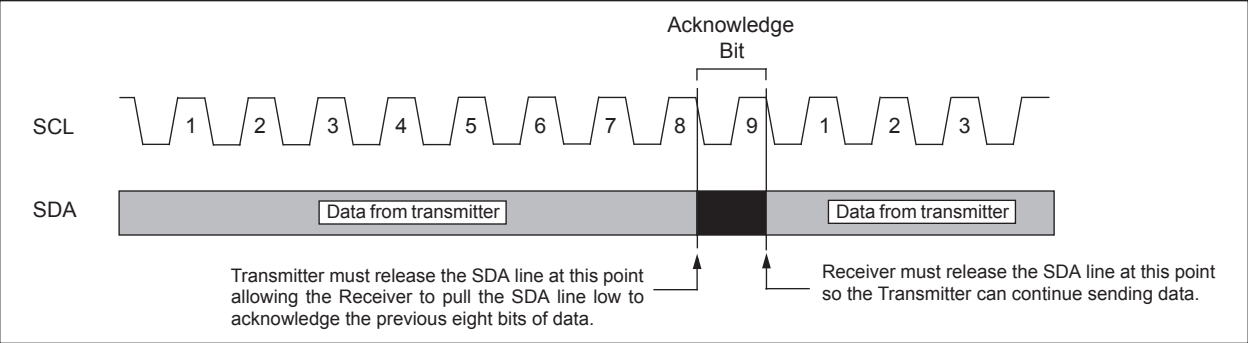 Acknowledge
Bit
SCL
1 2 3 4 5 6 7 8 9 1 2 3
SDA
Data from transmitter
Data from transmitter
Transmitter must release the SDA line at this point
allowing the Receiver to pull the SDA line low to
acknowledge the previous eight bits of data.
Receiver must release the SDA line at this point
so the Transmitter can continue sending data.